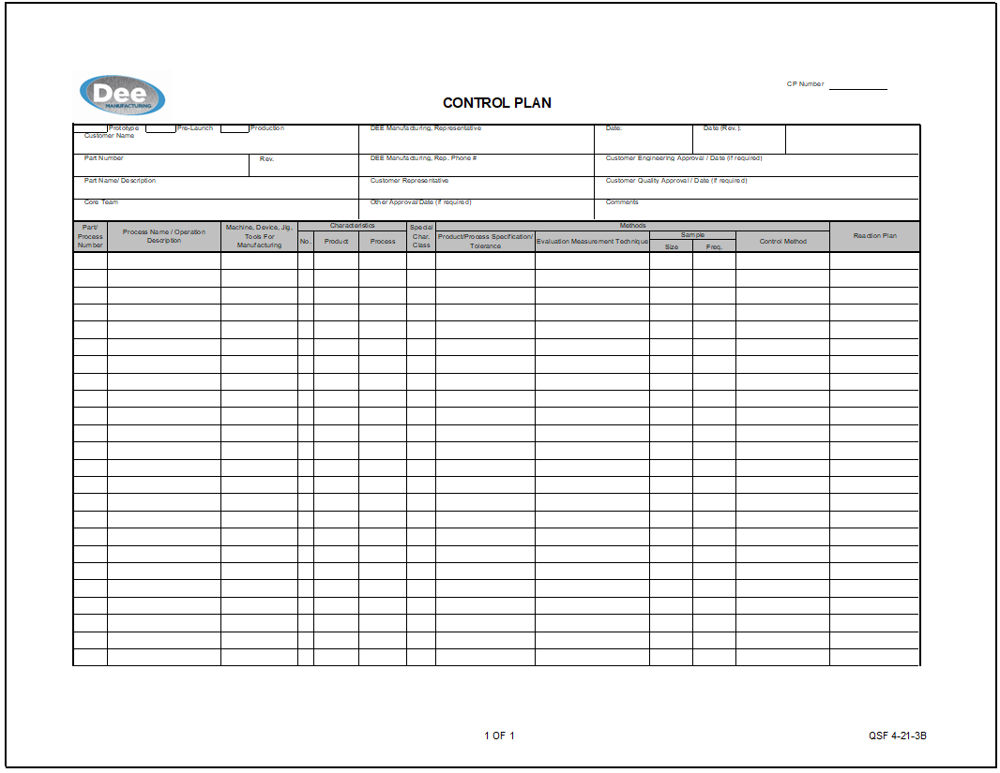 Dee
MANUFACTURING
CP Number
CONTROL PLAN
Prototype Pre-Launch Production
Customer Name
DEE Manufacturing, Representative
Date:
Date (Rev.):
Part Number
Rev.
DEE Manufacturing, Rep. Phone #
Customer Engineering Approval / Date (if required)
Part Name/ Description
Customer Representative
Customer Quality Approval / Date (if required)
Core Team
Other Approval/Date (if required)
Comments
Part/
Process
Number
Process Name / Operation
Description
Machine, Device, Jig,
Tools For
Manufacturing
Characteristics
No.
Product
Process
Special
Char.
Class
Methods
Product/Process Specification/
Tolerance
Evaluation Measurement Technique
Sample
Size
Freq.
Control Method
Reaction Plan
1 OF 1
QSF 4-21-3B